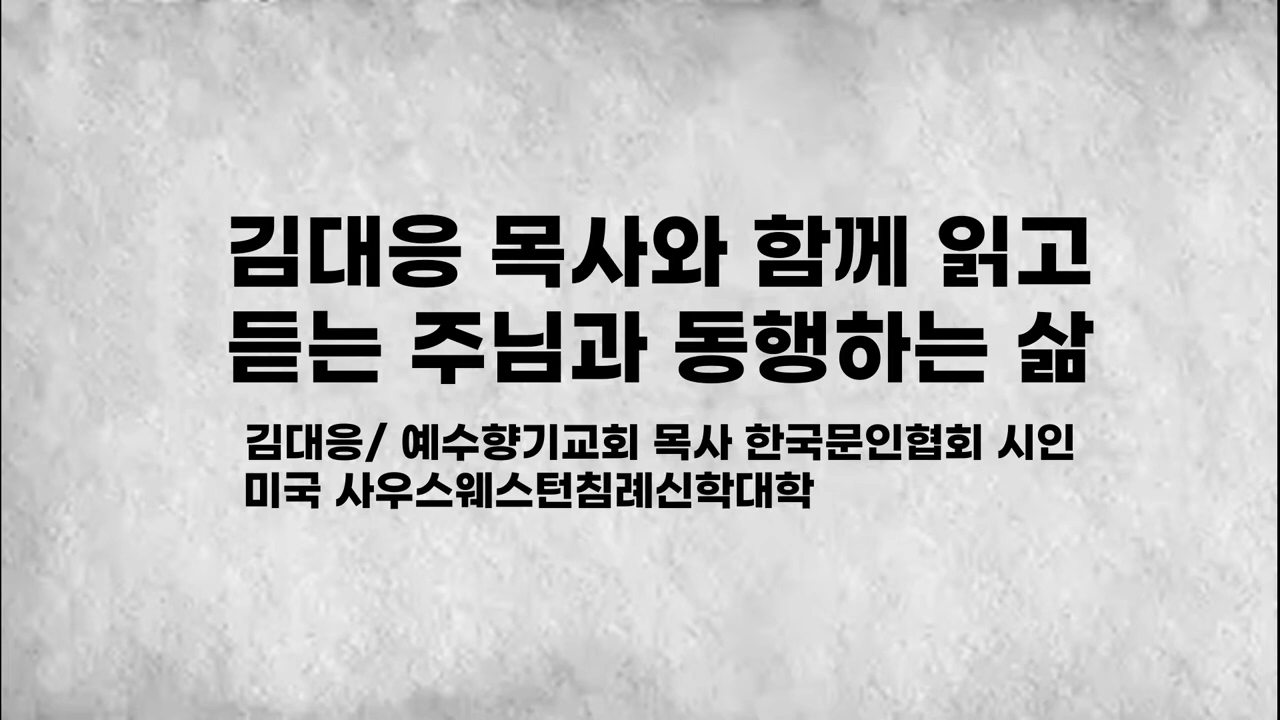 김대응 목사와 함께 읽고
듣는 주님과 동행하는 삶
김대응/ 예수향기교회 목사 한국문인협회 시인
미국 사우스웨스턴침례신학대학